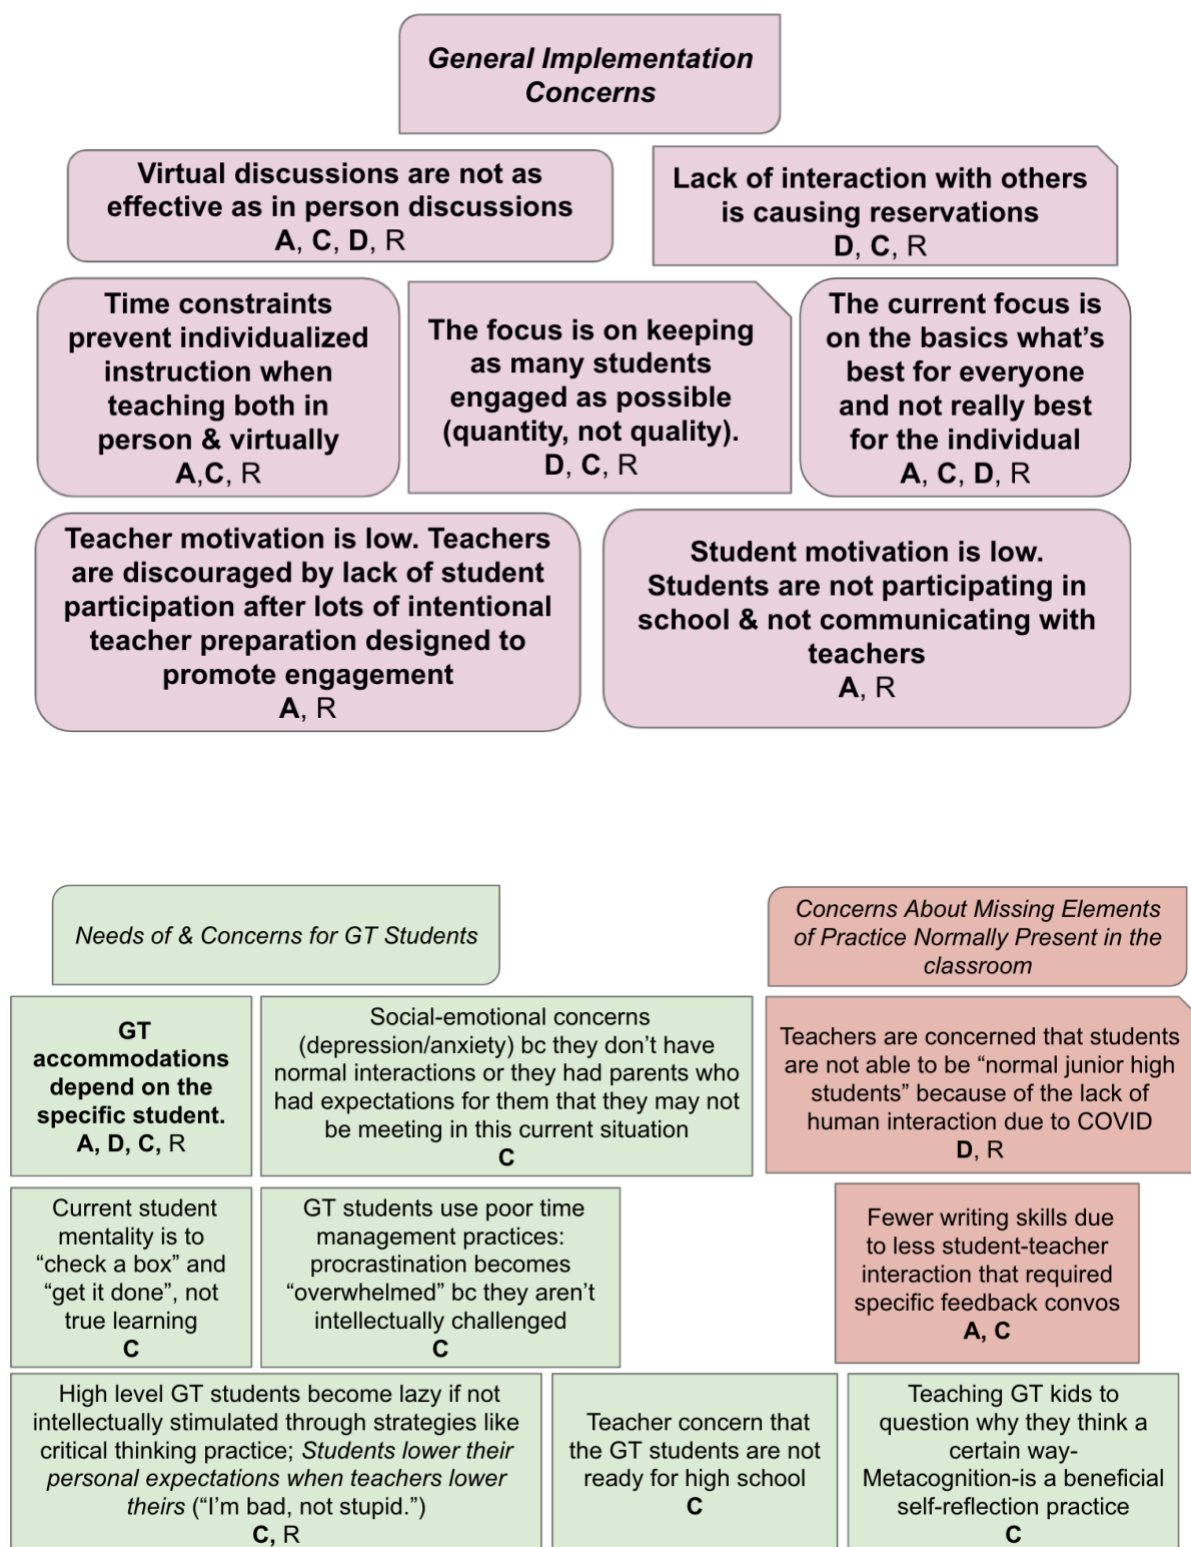 General Implementation
Concerns
Virtual discussions are not as
effective as in person discussions
A, C, D, R
Lack of interaction with others
is causing reservations
D, C, R
Time constraints
prevent individualized
instruction when
teaching both in
person & virtually
A,C, R
The focus is on keeping
as many students
engaged as possible
(quantity, not quality).
D, C, R
The current focus is
on the basics what's
best for everyone
and not really best
for the individual
A, C, D, R
Teacher motivation is low. Teachers
are discouraged by lack of student
participation after lots of intentional
teacher preparation designed to
promote engagement
A, R
Student motivation is low.
Students are not participating in
school & not communicating with
teachers
A, R
Needs of & Concerns for GT Students
Concerns About Missing Elements
of Practice Normally Present in the
classroom
GT
accommodations
depend on the
specific student.
A, D, C, R
Social-emotional concerns
(depression/anxiety) bc they don't have
normal interactions or they had parents who
had expectations for them that they may not
be meeting in this current situation
C
Teachers are concerned that students
are not able to be “normal junior high
students” because of the lack of
human interaction due to COVID
D, R
Current student
mentality is to
“check a box” and
“get it done”, not
true learning
C
GT students use poor time
management practices:
procrastination becomes
“overwhelmed” bc they aren't
intellectually challenged
C
Fewer writing skills due
to less student-teacher
interaction that required
specific feedback convos
A, C
High level GT students become lazy if not
intellectually stimulated through strategies like
critical thinking practice; Students lower their
personal expectations when teachers lower
theirs (“I'm bad, not stupid.”)
C, R
Teacher concern that
the GT students are not
ready for high school
C
Teaching GT kids to
question why they think a
certain way-
Metacognition-is a beneficial
self-reflection practice
C